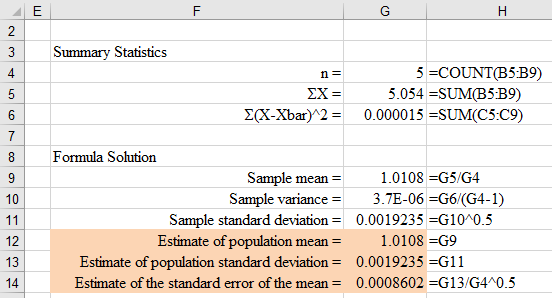 E F G H
2
3 Summary Statistics
4 n = 5 =COUNT(B5:B9)
5 ΣX = 5.054 =SUM(B5:B9)
6 Σ(X-Xbar)^2 = 0.000015 =SUM(C5:C9)
7
8 Formula Solution
9 Sample mean = 1.0108 =G5/G4
10 Sample variance = 3.7E-06 =G6/(G4-1)
11 Sample standard deviation = 0.0019235 =G10^0.5
12 Estimate of population mean = 1.0108 =G9
13 Estimate of population standard deviation = 0.0019235 =G11
14 Estimate of the standard error of the mean = 0.0008602 =G13/G4^0.5